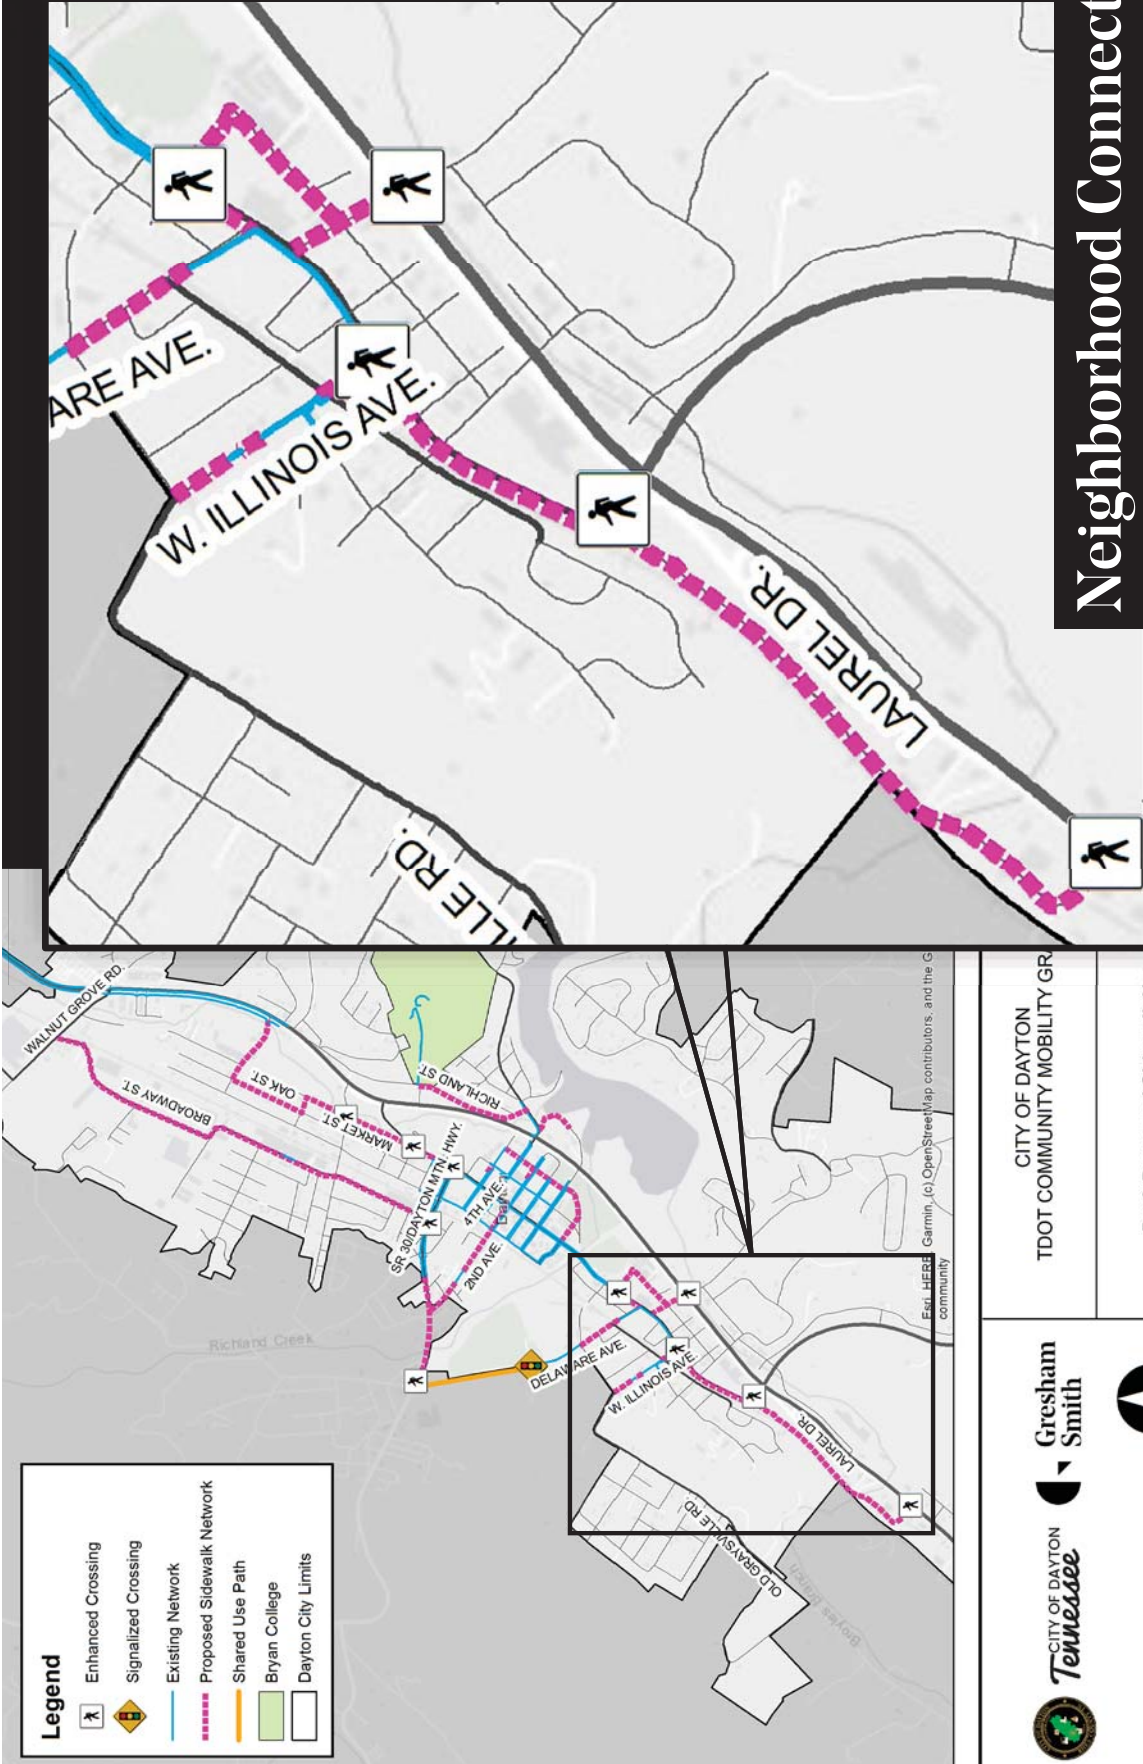 Neighborhood Connect
ARE AVE.
W. ILLINOIS AVE.
LAUREL DR.
ILLE RD.
WALNUT GROVE RD.
BROADWAY ST.
OAK ST.
MARKET ST.
RICHLAND ST.
SR 30/DAYTON MTN. HWY.
4TH AVE.
2ND AVE.
Richland Creek
DELAWARE AVE.
W. ILLINOIS AVE.
LAUREL DR.
OLD GRAYSVILLE RD
Broyles Branch
Esri, HERE, Garmin, (c) OpenStreetMap contributors, and the G
community
Legend
Enhanced Crossing
Signalized Crossing
Existing Network
Proposed Sidewalk Network
Shared Use Path
Bryan College
Dayton City Limits
CITY OF DAYTON
Tennessee
Gresham
Smith
CITY OF DAYTON
TDOT COMMUNITY MOBILITY GR